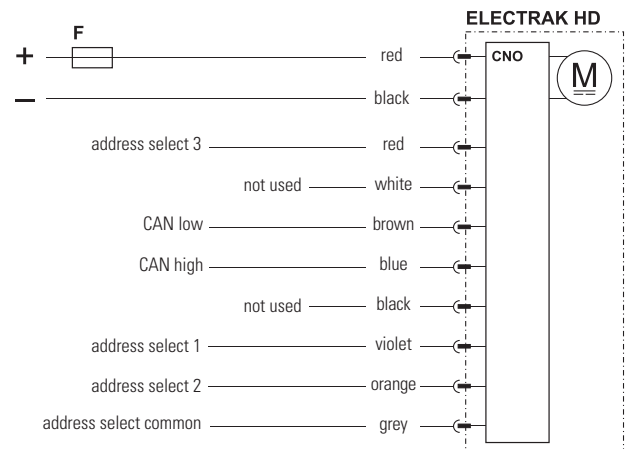 ELECTRAK HD
F
+ red CNO
M
– black
address select 3 red
not used white
CAN low brown
CAN high blue
not used black
address select 1 violet
address select 2 orange
address select common grey